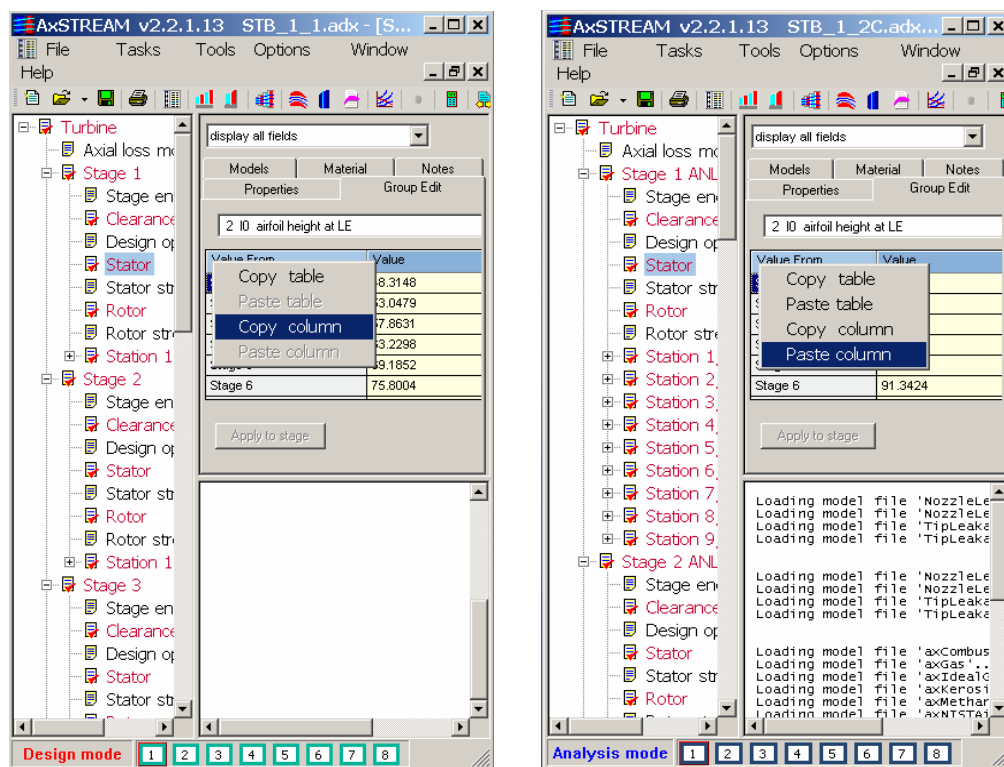 AxSTREAM v2.2.1.13 STB_1_1.adx - [S...
File Tasks Tools Options Window
Help
Turbine
Axial loss mo
Stage 1
Stage en
Clearance
Design op
Stator
Stator str
Rotor
Rotor stre
Station 1
Stage 2
Stage en
Clearance
Design op
Stator
Stator str
Rotor
Rotor stre
Station 1
Stage 3
Stage en
Clearance
Design op
Stator
Stator str
display all fields
Models Material Notes
Properties Group Edit
2 l0 airfoil height at LE
Value From Value
Copy table
Paste table
Copy column
Paste column
8.3148
3.0479
7.8631
3.2298
69.1852
Stage 6 75.8004
Apply to stage
Design mode 1 2 3 4 5 6 7 8
AxSTREAM v2.2.1.13 STB_1_2C.adx...
File Tasks Tools Options Window
Help
Turbine
Axial loss mo
Stage 1 ANL
Stage en
Clearance
Design op
Stator
Stator str
Rotor
Rotor stre
Station 1,
Station 2,
Station 3,
Station 4,
Station 5,
Station 6,
Station 7,
Station 8,
Station 9,
Stage 2 ANL
Stage en
Clearance
Design op
Stator
Stator str
Rotor
display all fields
Models Material Notes
Properties Group Edit
2 l0 airfoil height at LE
Value From Value
Copy table
Paste table
Copy column
Paste column
Stage 6 91.3424
Apply to stage
Loading model file 'NozzleLe
Loading model file 'NozzleLe
Loading model file 'TipLeaka
Loading model file 'TipLeaka
Loading model file 'NozzleLe
Loading model file 'NozzleLe
Loading model file 'TipLeaka
Loading model file 'TipLeaka
Loading model file 'axCombus
Loading model file 'axGas'..
Loading model file 'axIdealG
Loading model file 'axKerosi
Loading model file 'axMethan
Loading model file 'axNISTAi
Analysis mode 1 2 3 4 5 6 7 8